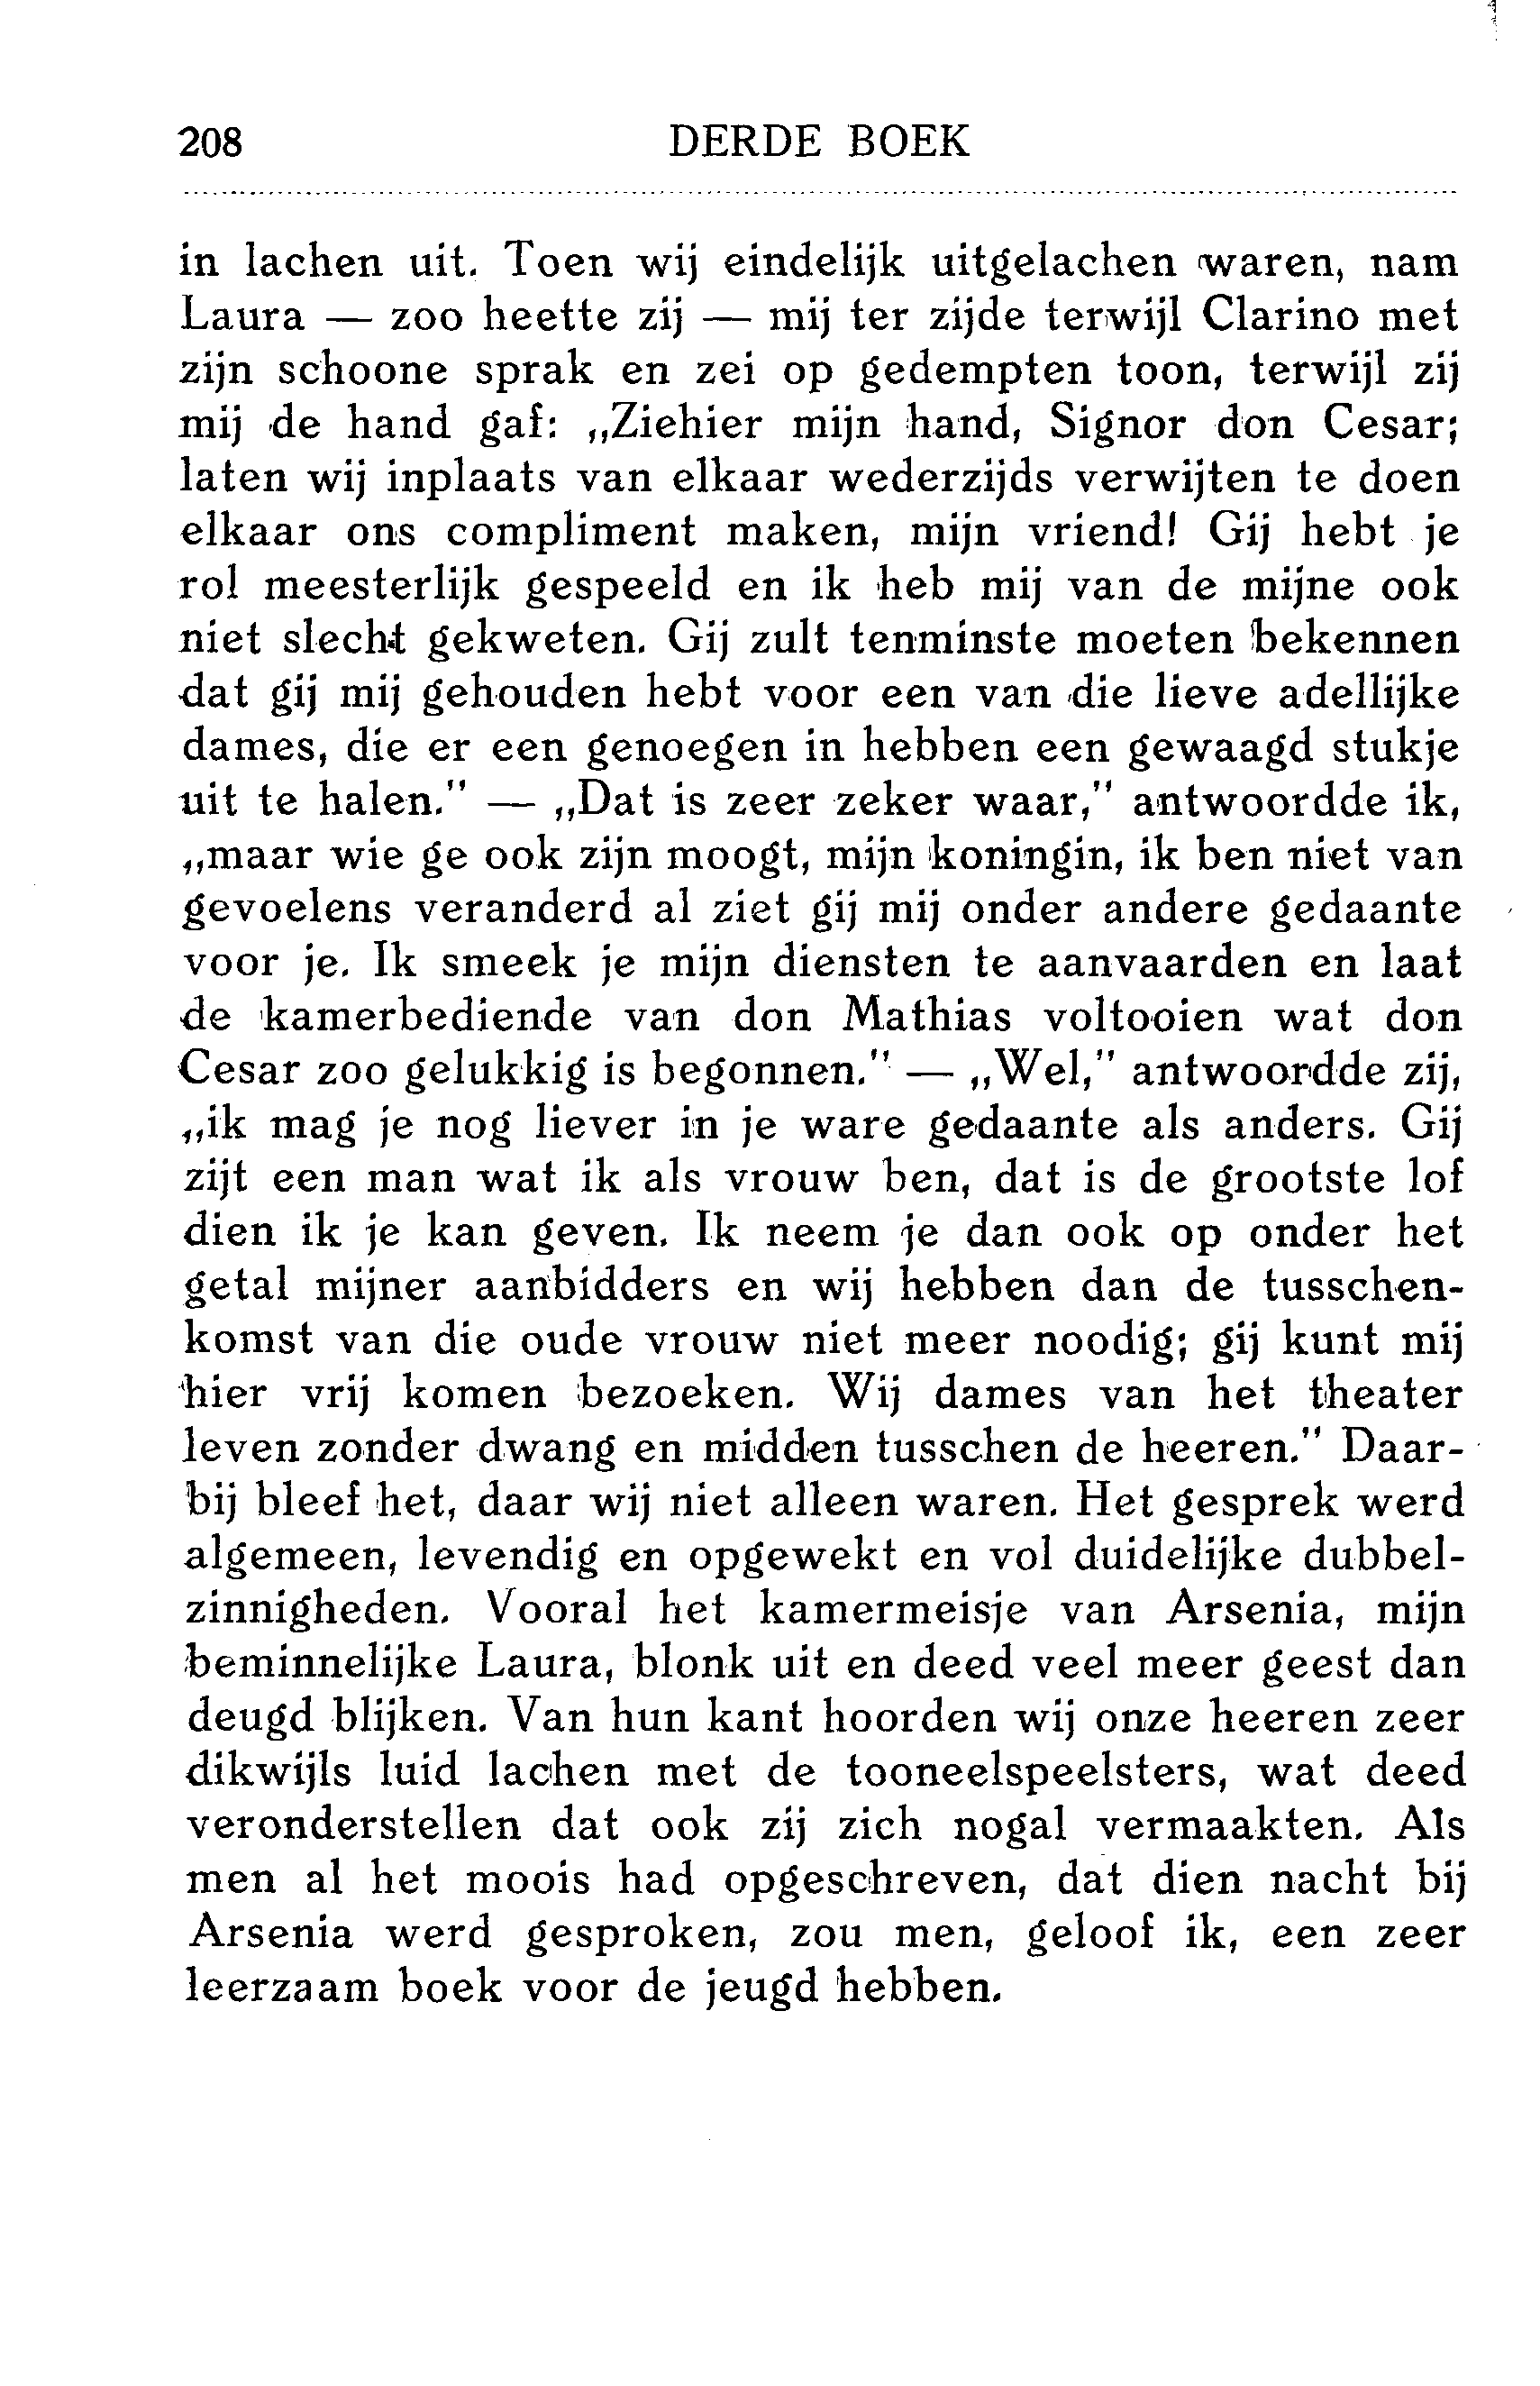 208 DERDE BOEK
in lachen uit. Toen wij eindelijk uitgelachen waren, nam
Laura — zoo heette zij — mij ter zijde terwijl Clarino met
zijn schoone sprak en zei op gedempten toon, terwijl zij
mij de hand gaf: „Ziehier mijn hand, Signor don Cesar;
laten wij inplaats van elkaar wederzijds verwijten te doen
elkaar ons compliment maken, mijn vriend! Gij hebt je
rol meesterlijk gespeeld en ik heb mij van de mijne ook
niet slecht gekweten. Gij zult tenminste moeten bekennen
dat gij mij gehouden hebt voor een van die lieve adellijke
dames, die er een genoegen in hebben een gewaagd stukje
uit te halen." — „Dat is zeer zeker waar," antwoordde ik,
„maar wie ge ook zijn moogt, mijn koningin, ik ben niet van
gevoelens veranderd al ziet gij mij onder andere gedaante
voor je. Ik smeek je mijn diensten te aanvaarden en laat
de kamerbediende van don Mathias voltooien wat don
Cesar zoo gelukkig is begonnen." — „Wel," antwoordde zij,
„ik mag je nog liever in je ware gedaante als anders. Gij
zijt een man wat ik als vrouw ben, dat is de grootste lof
dien ik je kan geven. Ik neem je dan ook op onder het
getal mijner aanbidders en wij hebben dan de tusschen-
komst van die oude vrouw niet meer noodig; gij kunt mij
hier vrij komen bezoeken. Wij dames van het theater
leven zonder dwang en midden tusschen de heeren." Daar-
bij bleef het, daar wij niet alleen waren. Het gesprek werd
algemeen, levendig en opgewekt en vol duidelijke dubbel-
zinnigheden. Vooral het kamermeisje van Arsenia, mijn
beminnelijke Laura, blonk uit en deed veel meer geest dan
deugd blijken. Van hun kant hoorden wij onze heeren zeer
dikwijls luid lachen met de tooneelspeelsters, wat deed
veronderstellen dat ook zij zich nogal vermaakten. Als
men al het moois had opgeschreven, dat dien nacht bij
Arsenia werd gesproken, zou men, geloof ik, een zeer
leerzaam boek voor de jeugd hebben.